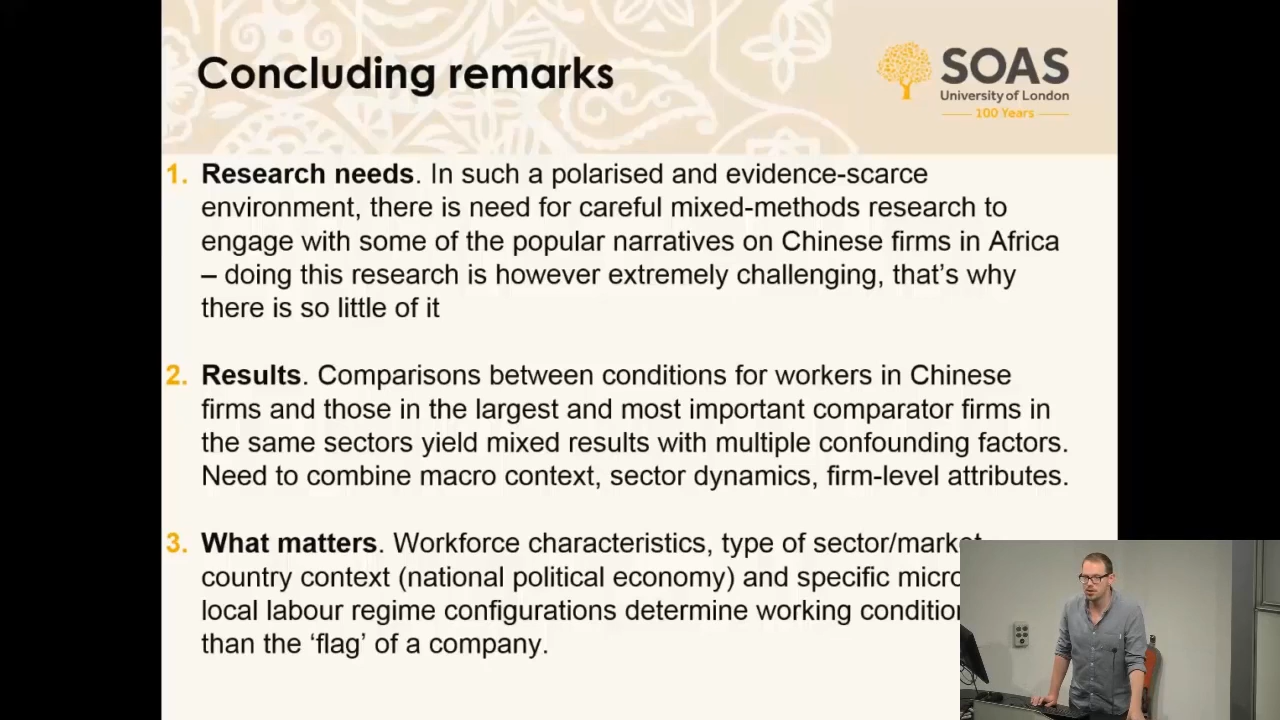 Concluding remarks
SOAS
University of London
100 Years
1. Research needs. In such a polarised and evidence-scarce
environment, there is need for careful mixed-methods research to
engage with some of the popular narratives on Chinese firms in Africa
– doing this research is however extremely challenging, that’s why
there is so little of it
2. Results. Comparisons between conditions for workers in Chinese
firms and those in the largest and most important comparator firms in
the same sectors yield mixed results with multiple confounding factors.
Need to combine macro context, sector dynamics, firm-level attributes.
3. What matters. Workforce characteristics, type of sector/market
country context (national political economy) and specific micro
local labour regime configurations determine working condition
than the ‘flag’ of a company.